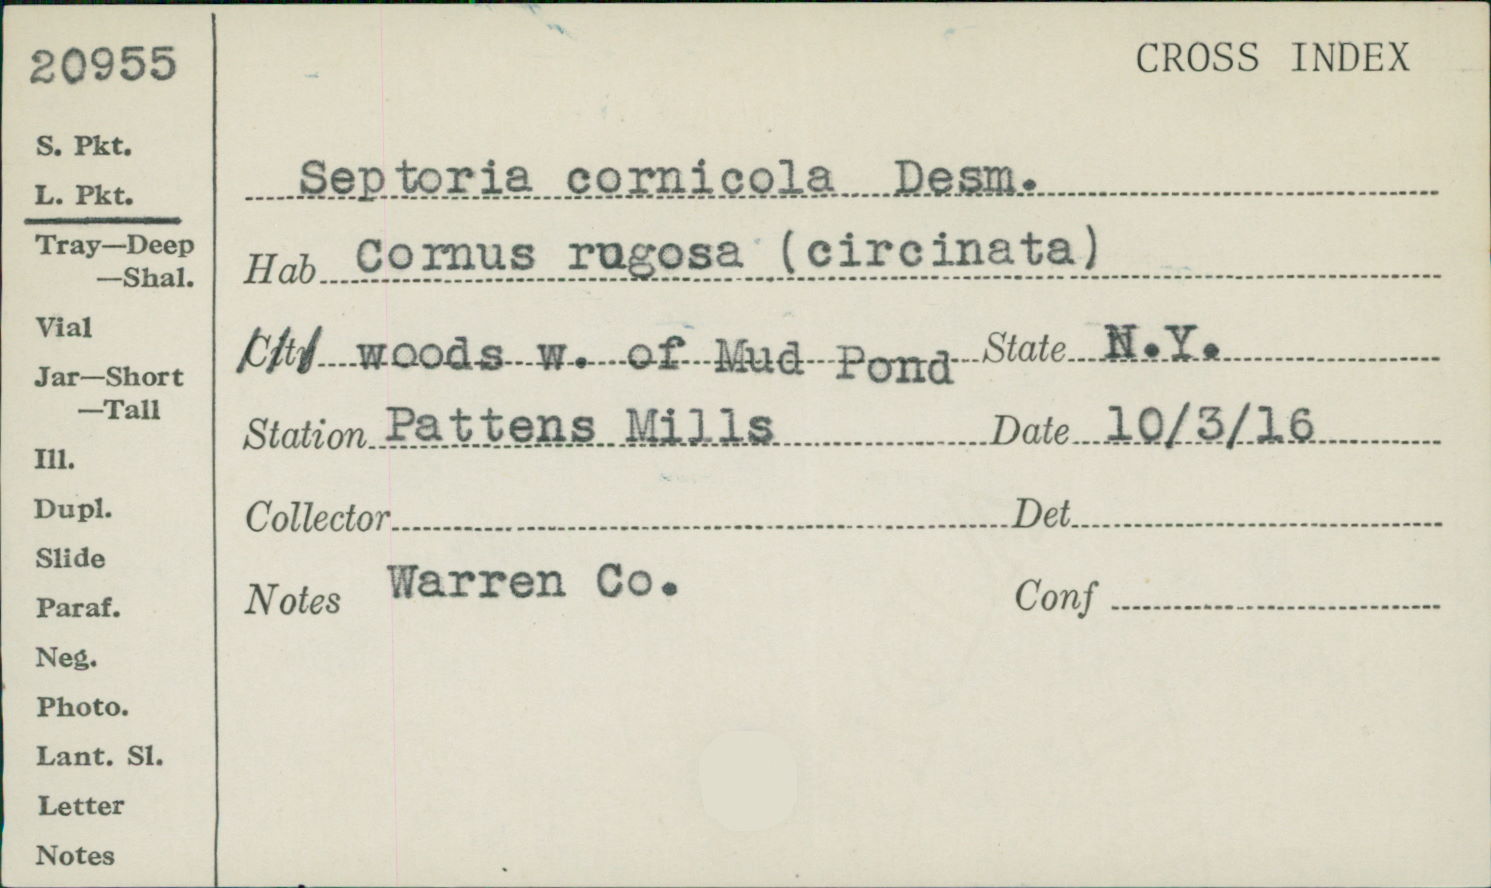 20955
CROSS INDEX
S. Pkt.
L. Pkt.
Tray—Deep
—Shal.
Vial
Jar—Short
—Tall
Ill.
Dupl.
Slide
Paraf.
Neg.
Photo.
Lant. Sl.
Letter
Notes
Septoria cornicola Desm.
Hab Cornus rugosa (circinata)
City woods w. of Mud Pond State N.Y.
Station Pattens Mills Date 10/3/16
Collector Det
Notes Warren Co. Conf